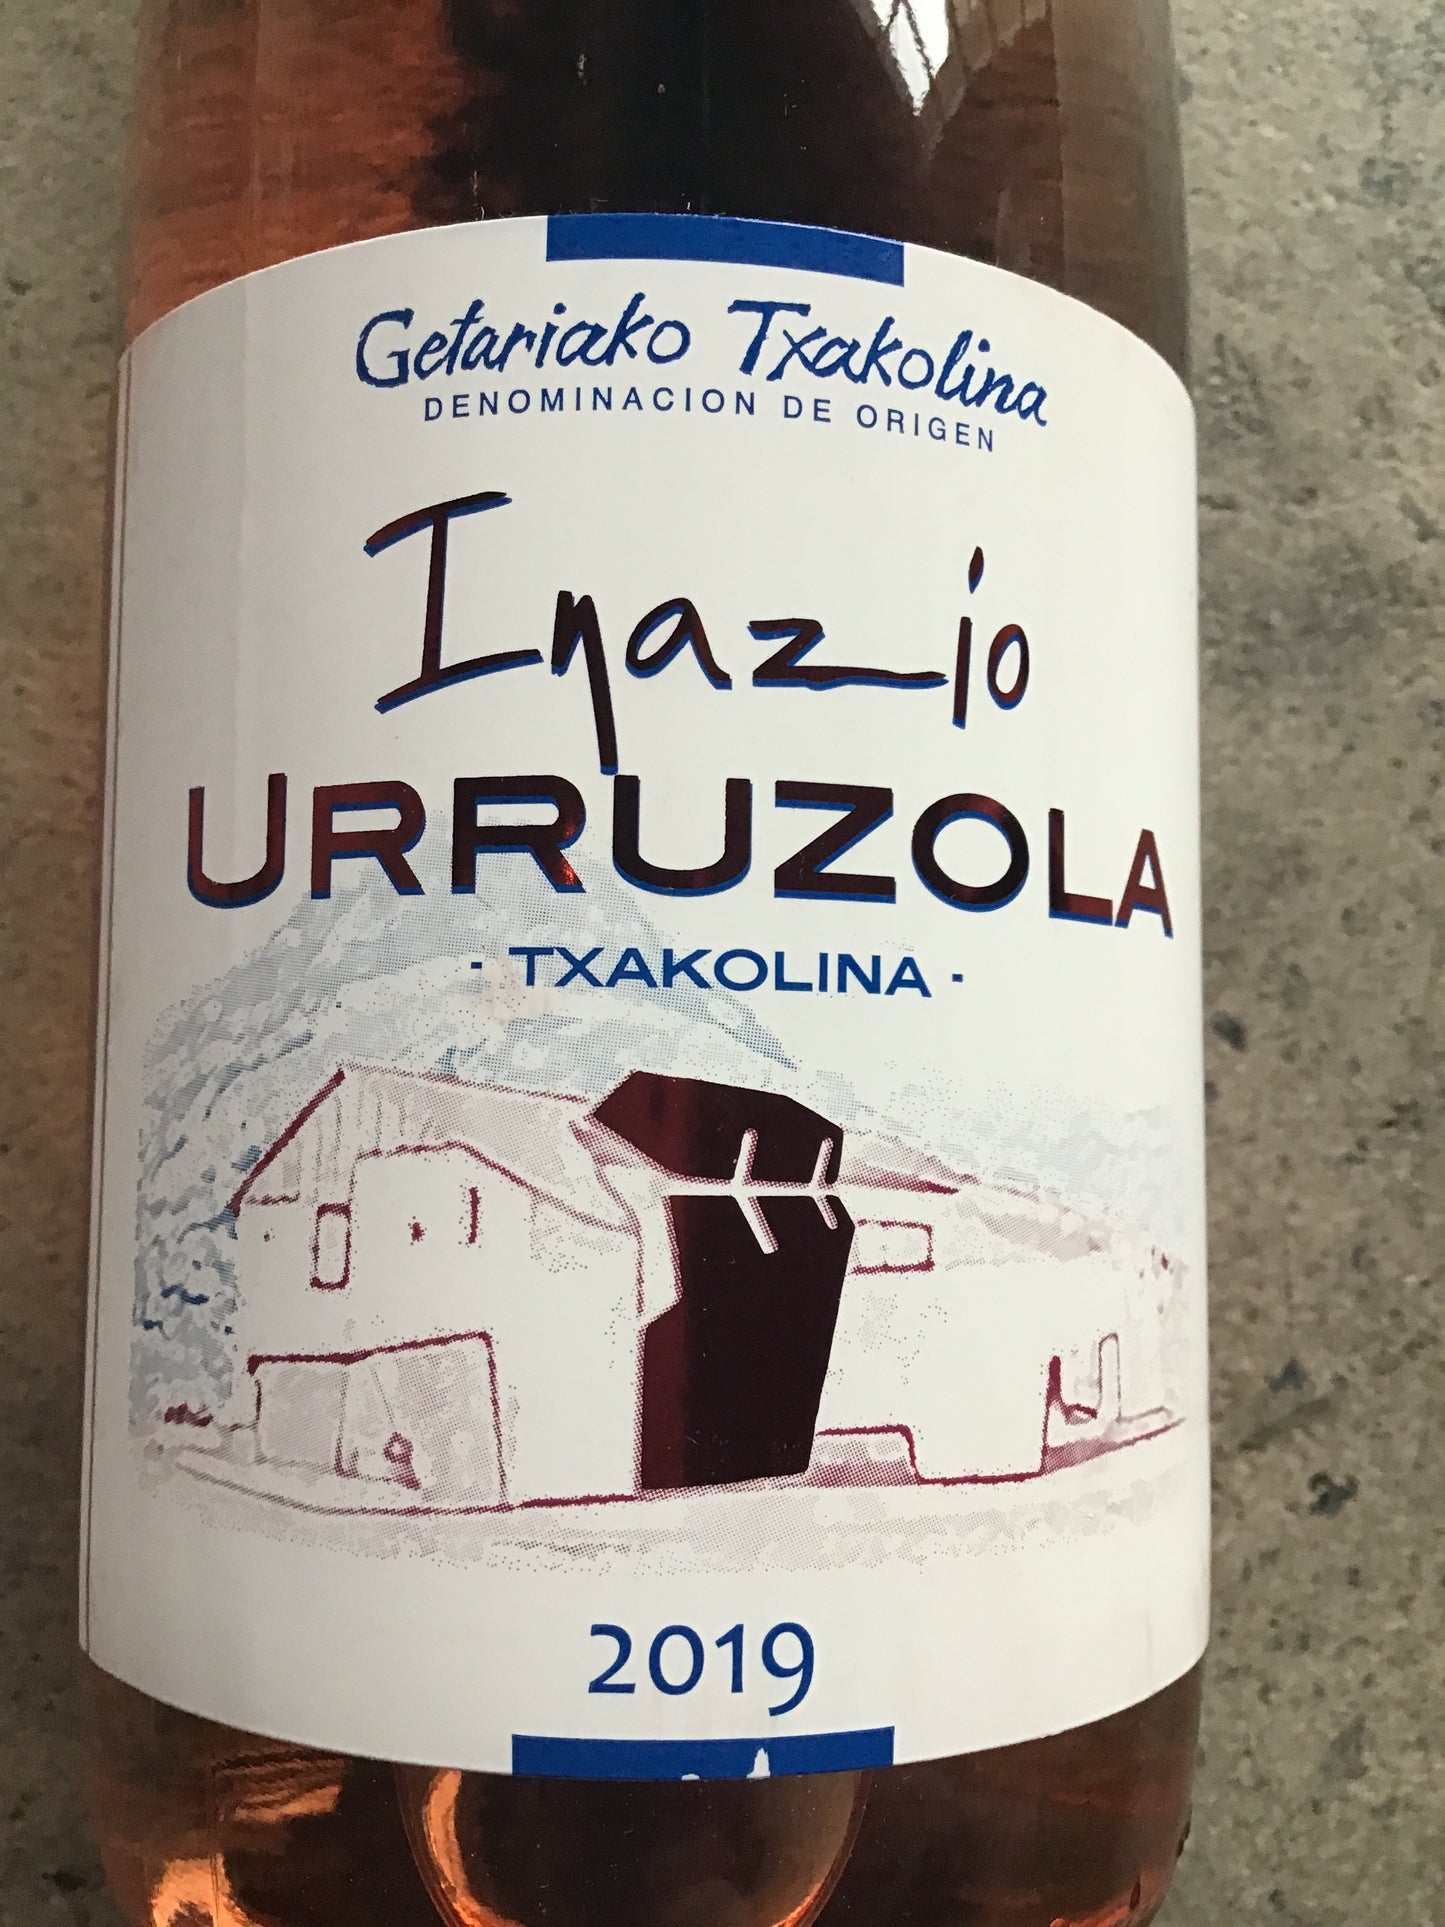 Getariako Txakolina
DENOMINACION DE ORIGEN
Inazio
URRUZOLA
· TXAKOLINA ·
2019